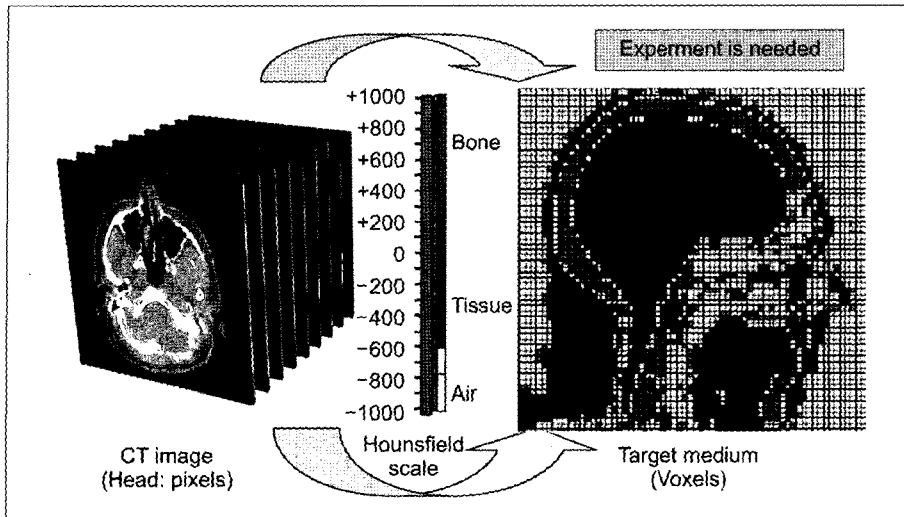 Experment is needed
+1000
+800
Bone
+600
+400
+200
0
−200
Tissue
−400
−600
−800
Air
−1000
CT image
(Head: pixels)
Hounsfield
scale
Target medium
(Voxels)